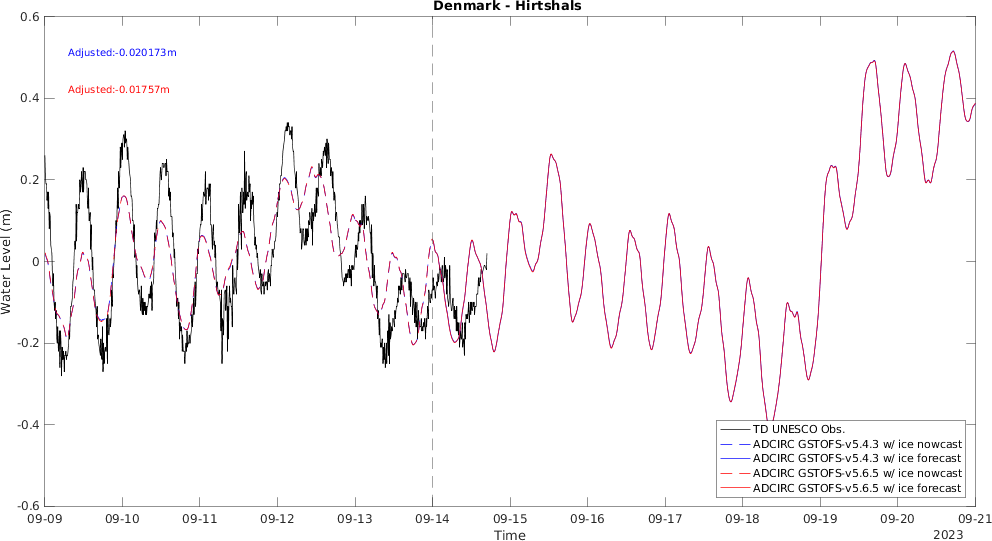 Denmark - Hirtshals
Adjusted:-0.020173m
Adjusted:-0.01757m
Water Level (m)
0.6
0.4
0.2
0
-0.2
-0.4
-0.6
TD UNESCO Obs.
ADCIRC GSTOFS-v5.4.3 w/ ice nowcast
ADCIRC GSTOFS-v5.4.3 w/ ice forecast
ADCIRC GSTOFS-v5.6.5 w/ ice nowcast
ADCIRC GSTOFS-v5.6.5 w/ ice forecast
09-09 09-10 09-11 09-12 09-13 09-14 09-15 09-16 09-17 09-18 09-19 09-20 09-21
Time
2023